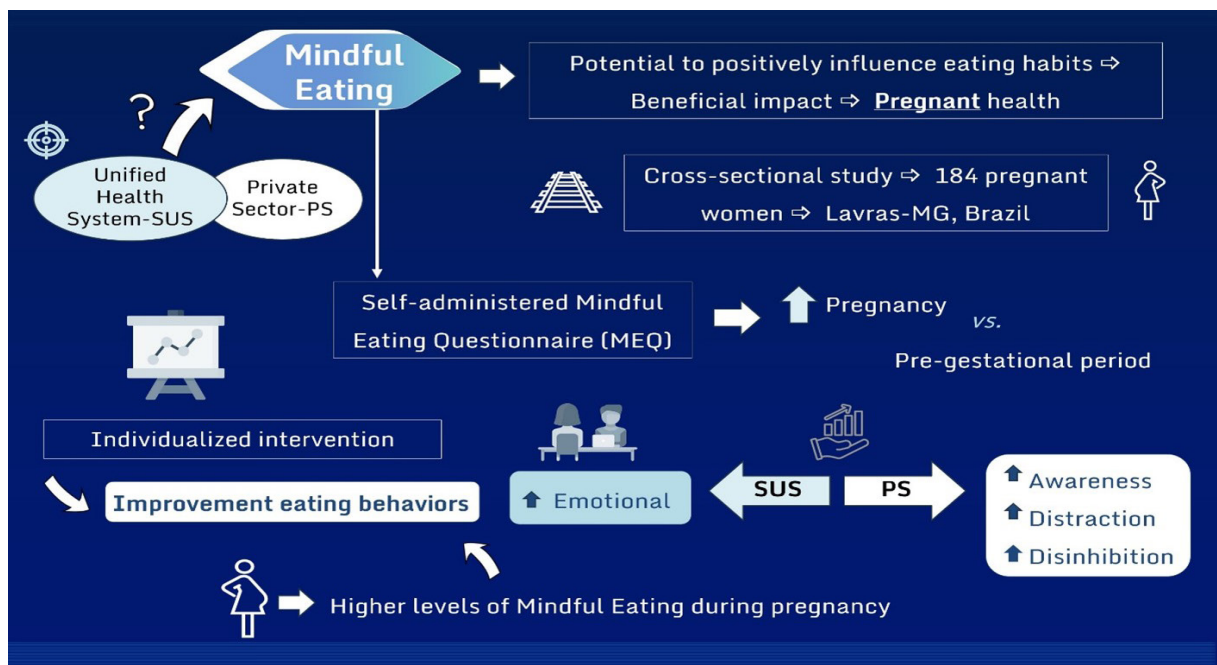 Mindful
Eating
Potential to positively influence eating habits ⇨
Beneficial impact ⇨ Pregnant health
?
Unified
Health
System-SUS
Private
Sector-PS
Cross-sectional study ⇨ 184 pregnant
women ⇨ Lavras-MG, Brazil
Self-administered Mindful
Eating Questionnaire (MEQ)
Pregnancy
vs.
Pre-gestational period
Individualized intervention
Improvement eating behaviors
Emotional
SUS
PS
Awareness
Distraction
Disinhibition
Higher levels of Mindful Eating during pregnancy